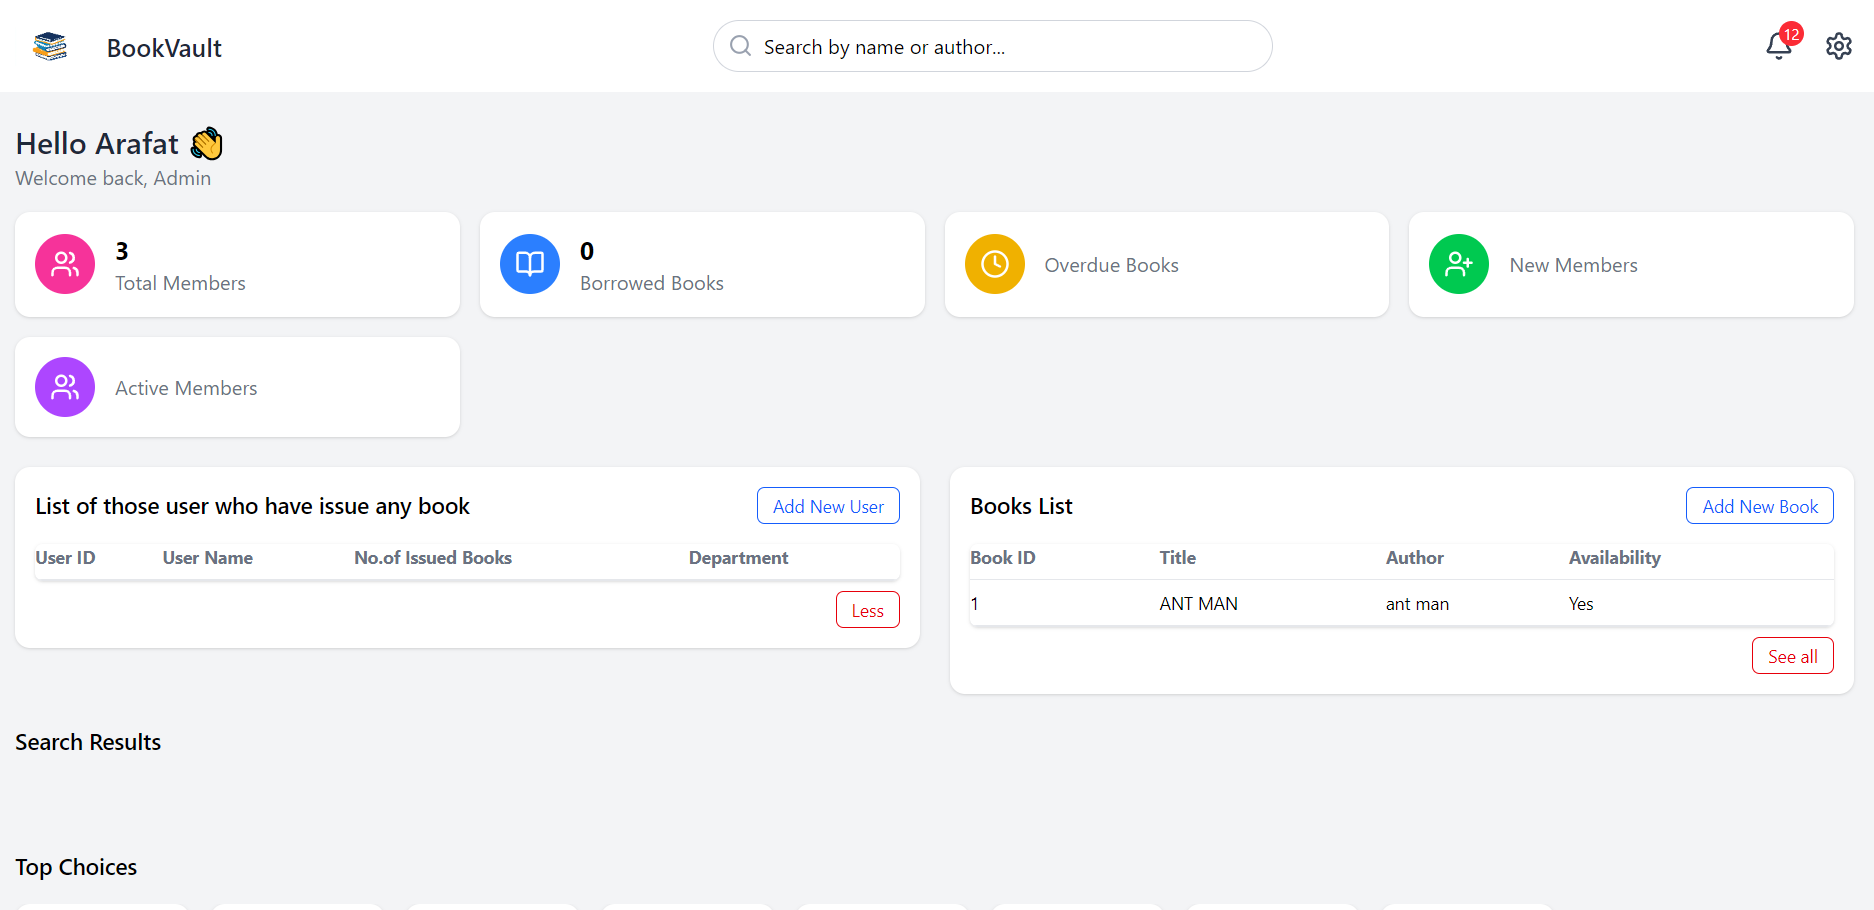 BookVault
Search by name or author...
12
Hello Arafat 👋
Welcome back, Admin
3
Total Members
0
Borrowed Books
Overdue Books
New Members
Active Members
List of those user who have issue any book
Add New User
User ID User Name No.of Issued Books Department
Less
Books List
Add New Book
Book ID Title Author Availability
1 ANT MAN ant man Yes
See all
Search Results
Top Choices